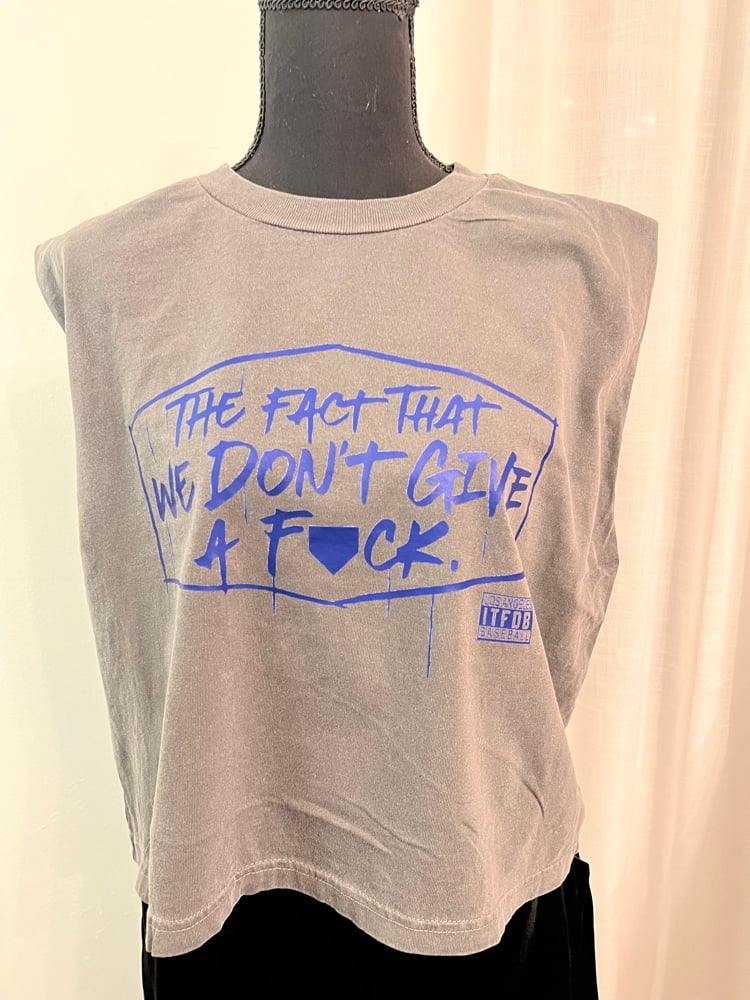 THE FACT THAT
WE DON'T GIVE
A F CK.
LOS ANGELES
ITFDB
BASEBALL